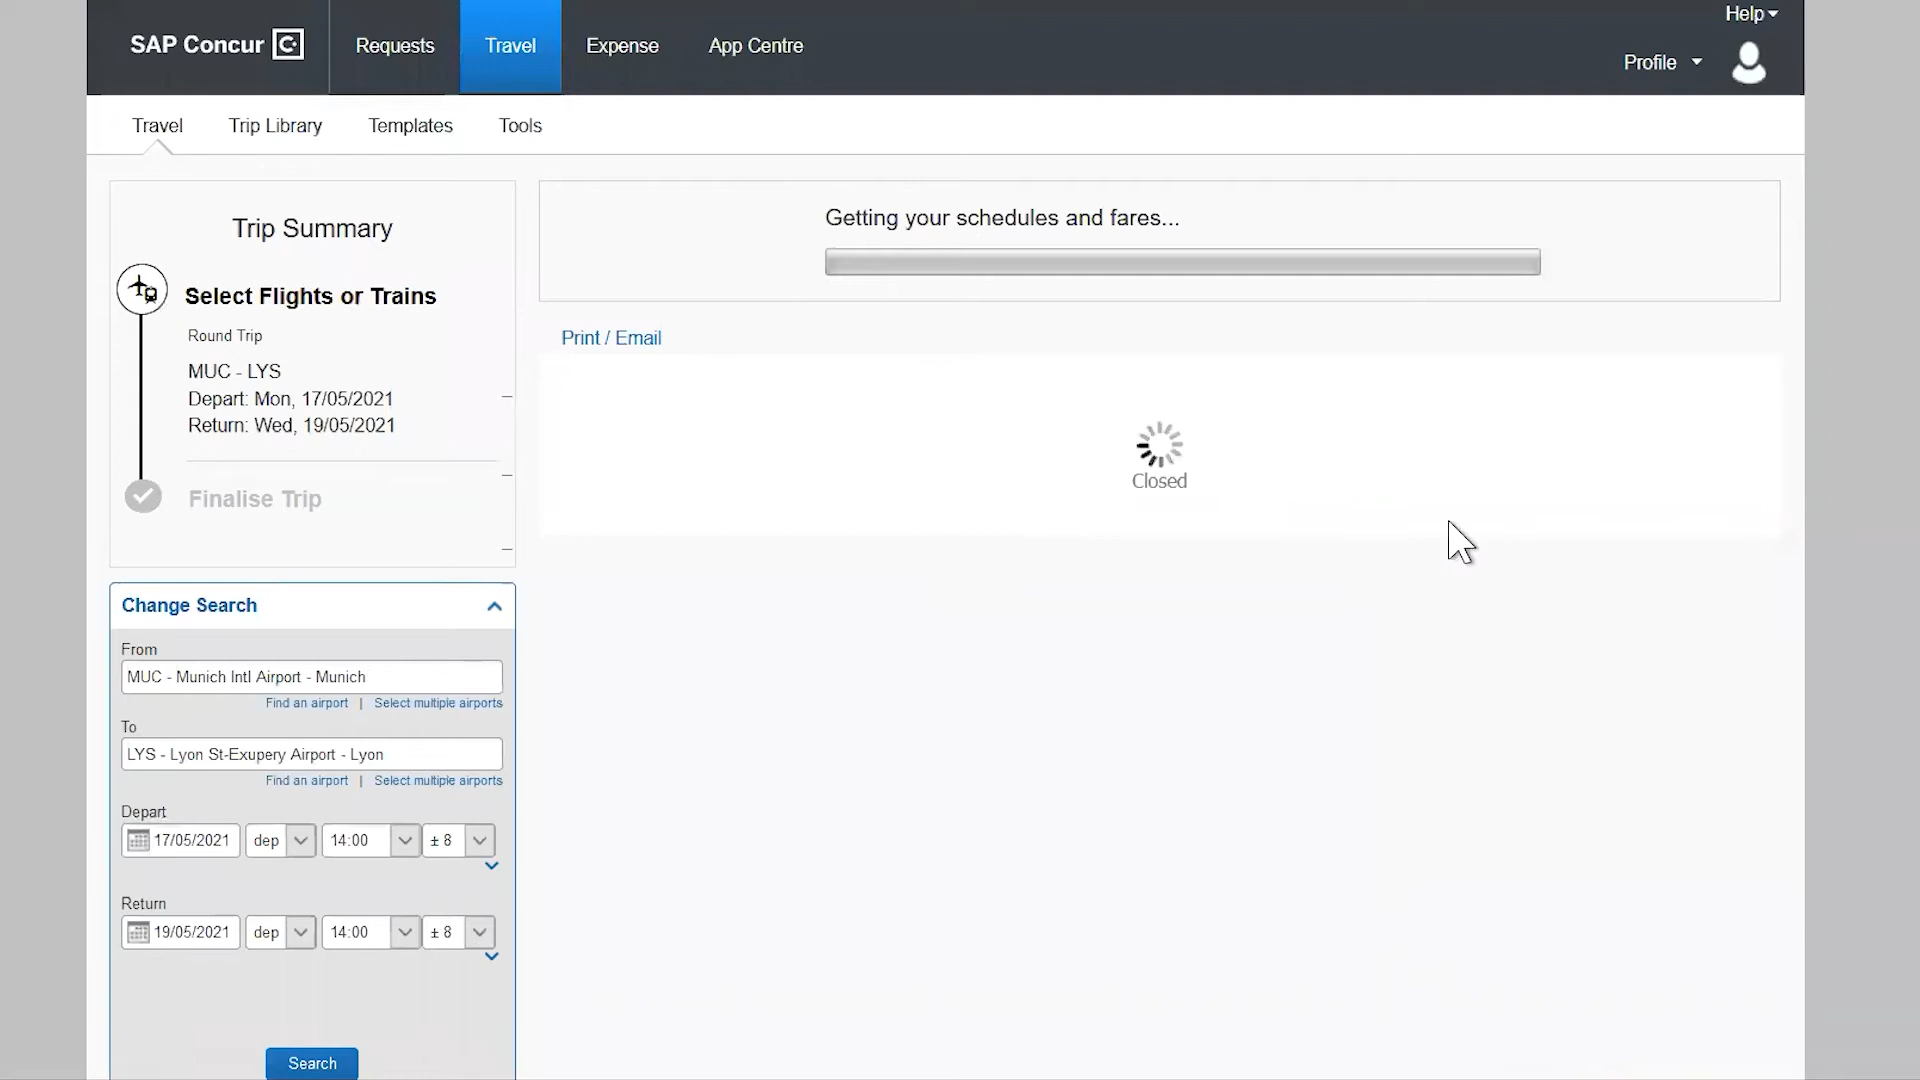 SAP Concur
Requests
Travel
Expense
App Centre
Help
Profile
Travel
Trip Library
Templates
Tools
Trip Summary
Select Flights or Trains
Round Trip
MUC - LYS
Depart: Mon, 17/05/2021
Return: Wed, 19/05/2021
Finalise Trip
Getting your schedules and fares...
Print / Email
Closed
Change Search
From
MUC - Munich Intl Airport - Munich
Find an airport | Select multiple airports
To
LYS - Lyon St-Exupery Airport - Lyon
Find an airport | Select multiple airports
Depart
17/05/2021 dep 14:00 ± 8
Return
19/05/2021 dep 14:00 ± 8
Search